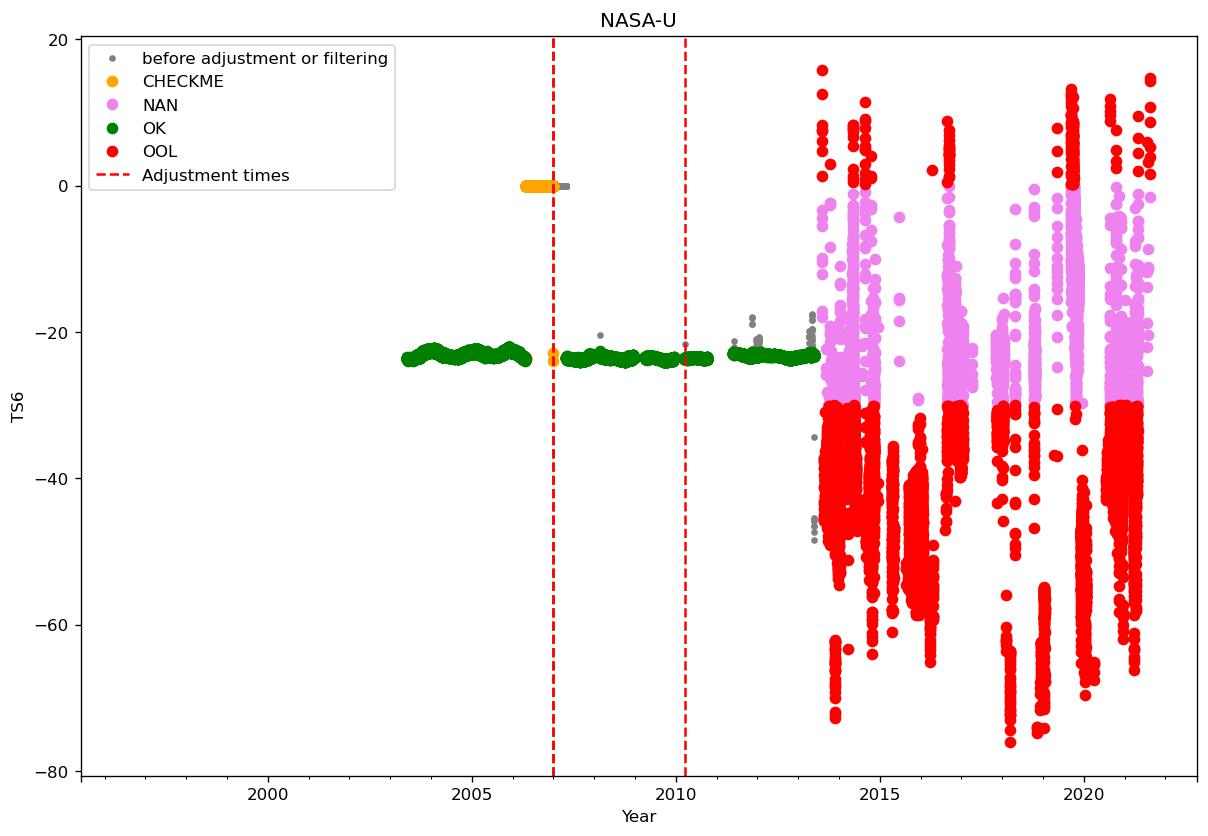 NASA-U
before adjustment or filtering
CHECKME
NAN
OK
OOL
Adjustment times
TS6
20
0
−20
−40
−60
−80
2000
2005
2010
2015
2020
Year